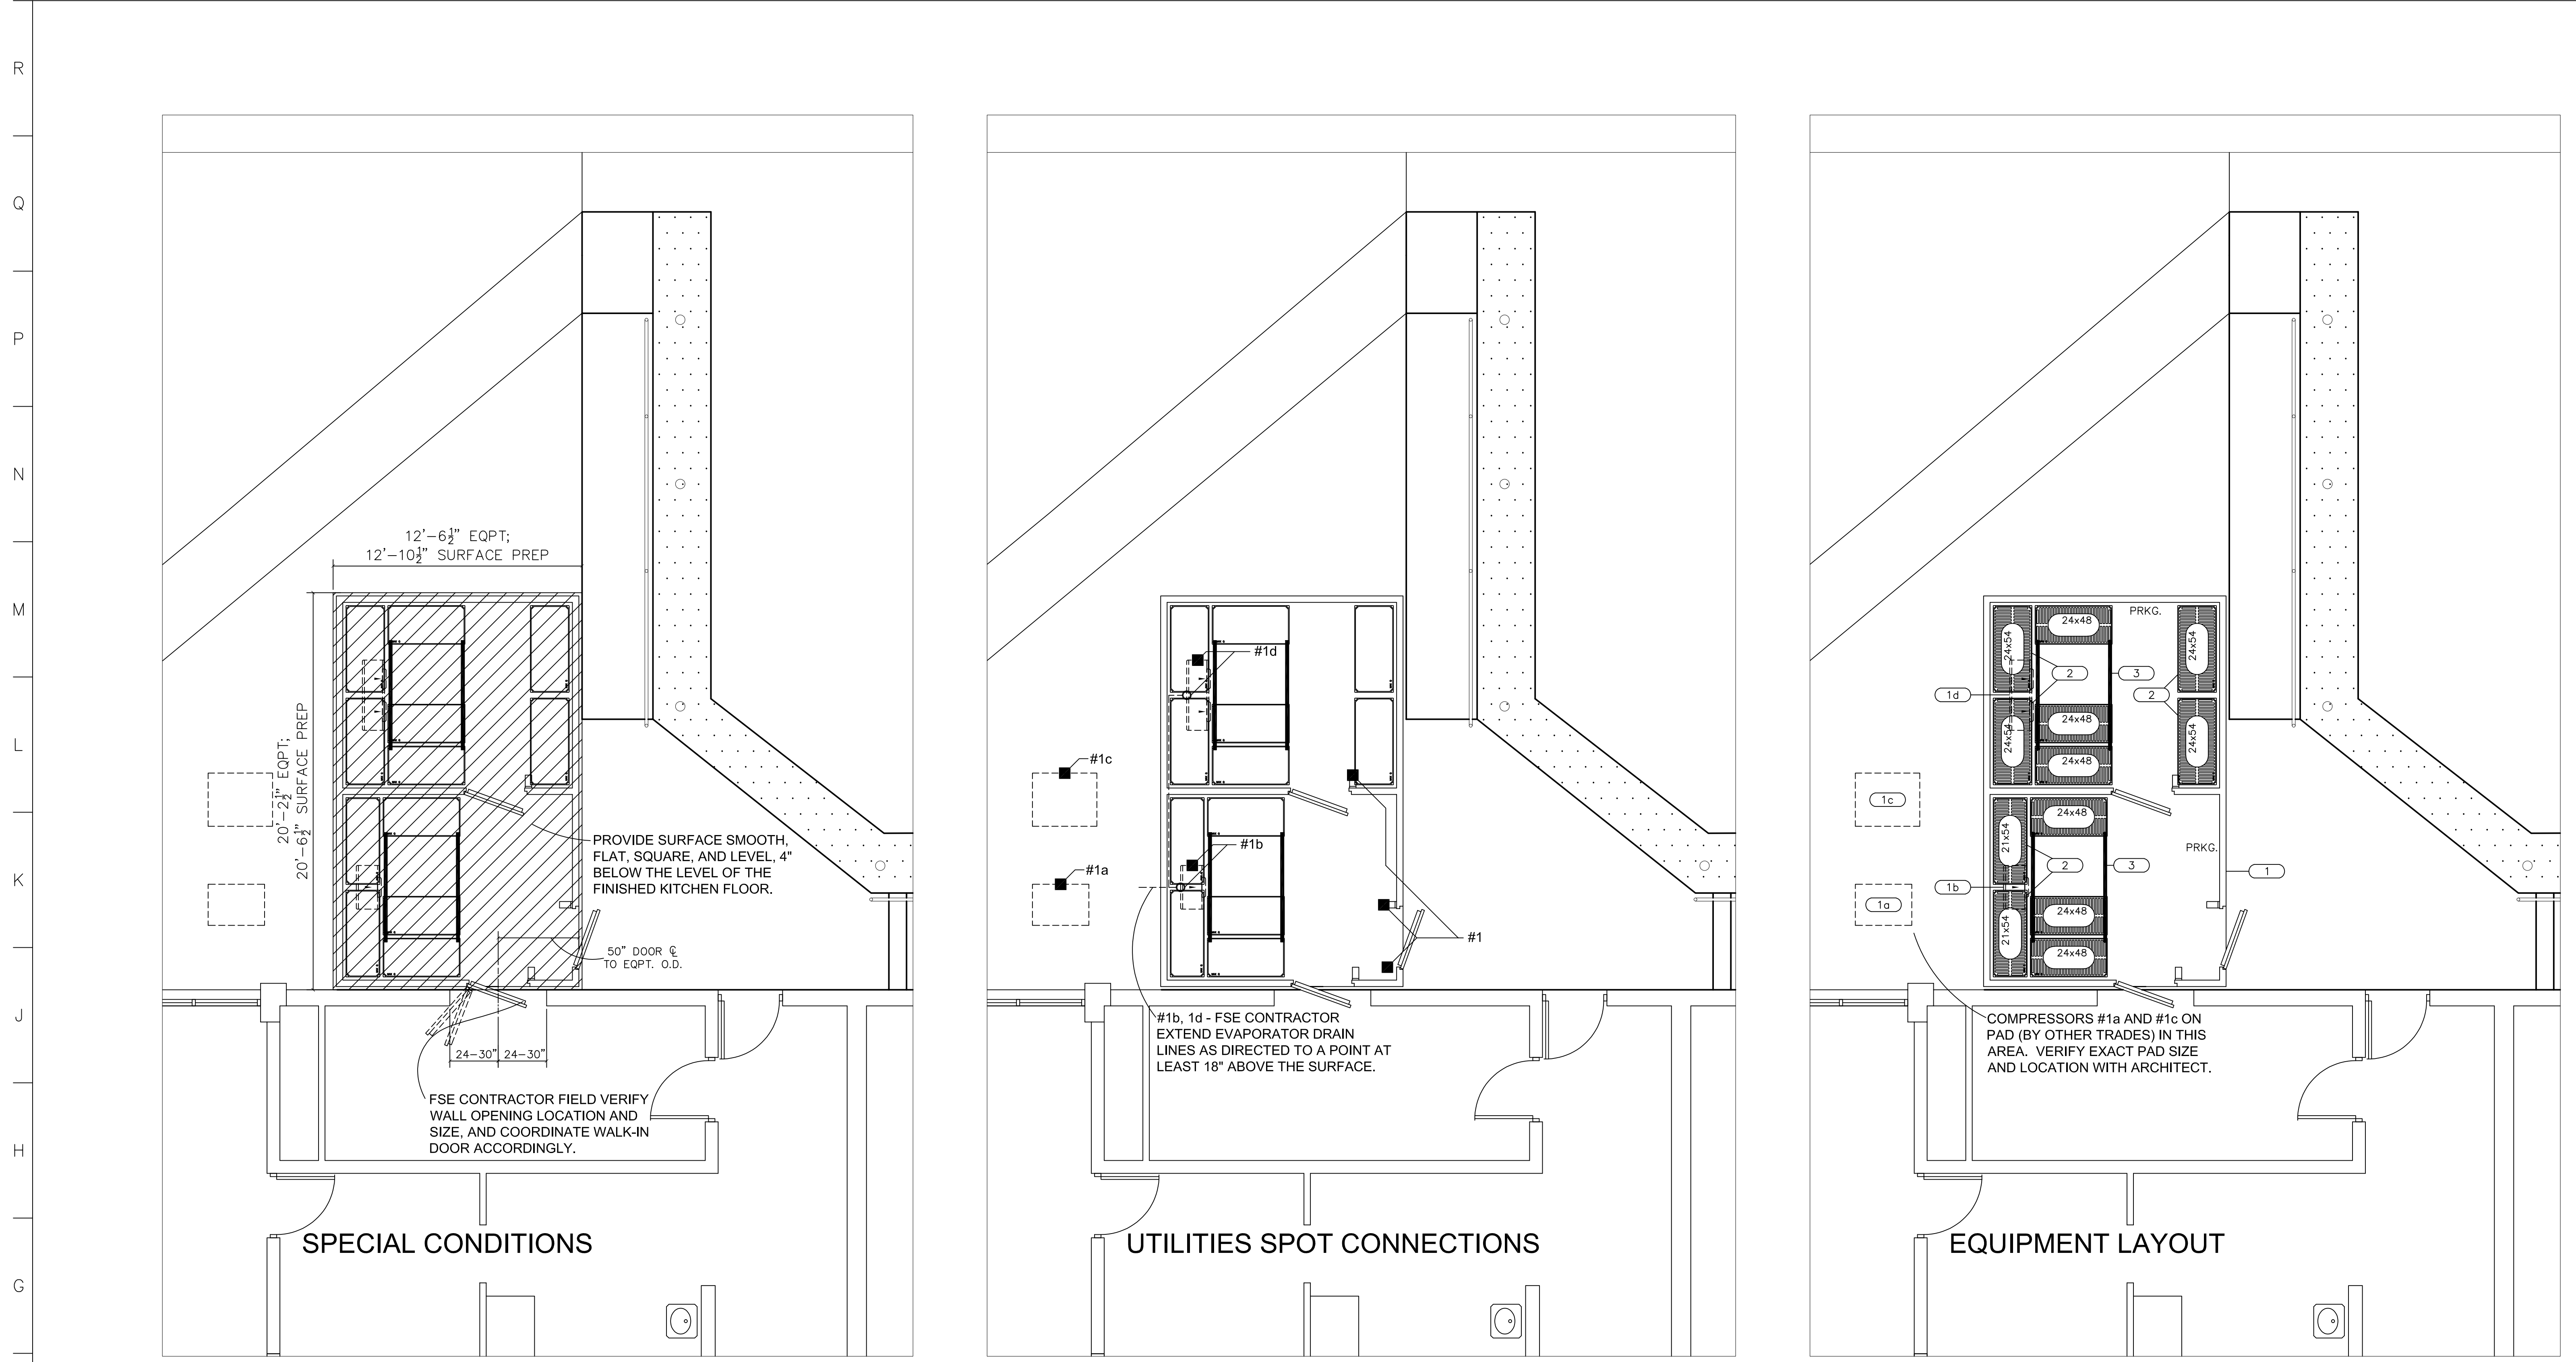 R
Q
P
N
M
L
K
J
H
G
12'-6½" EQPT;
12'-10½" SURFACE PREP
20'-2½" EQPT;
20'-6½" SURFACE PREP
PROVIDE SURFACE SMOOTH,
FLAT, SQUARE, AND LEVEL, 4"
BELOW THE LEVEL OF THE
FINISHED KITCHEN FLOOR.
50" DOOR ℄
TO EQPT. O.D.
24-30" 24-30"
FSE CONTRACTOR FIELD VERIFY
WALL OPENING LOCATION AND
SIZE, AND COORDINATE WALK-IN
DOOR ACCORDINGLY.
SPECIAL CONDITIONS
#1d
#1c
#1b
#1a
#1
#1b, 1d - FSE CONTRACTOR
EXTEND EVAPORATOR DRAIN
LINES AS DIRECTED TO A POINT AT
LEAST 18" ABOVE THE SURFACE.
UTILITIES SPOT CONNECTIONS
PRKG.
24x48
24x54
24x54
2
3
1d
2
24x48
24x54
24x54
24x48
1c
24x48
21x54
PRKG.
2
3
1
1b
1a
24x48
21x54
24x48
COMPRESSORS #1a AND #1c ON
PAD (BY OTHER TRADES) IN THIS
AREA. VERIFY EXACT PAD SIZE
AND LOCATION WITH ARCHITECT.
EQUIPMENT LAYOUT